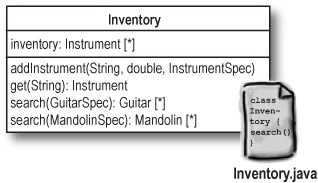 Inventory
inventory: Instrument [*]
addInstrument(String, double, InstrumentSpec)
get(String): Instrument
search(GuitarSpec): Guitar [*]
search(MandolinSpec): Mandolin [*]
class
Inven-
tory {
search()
}
Inventory.java